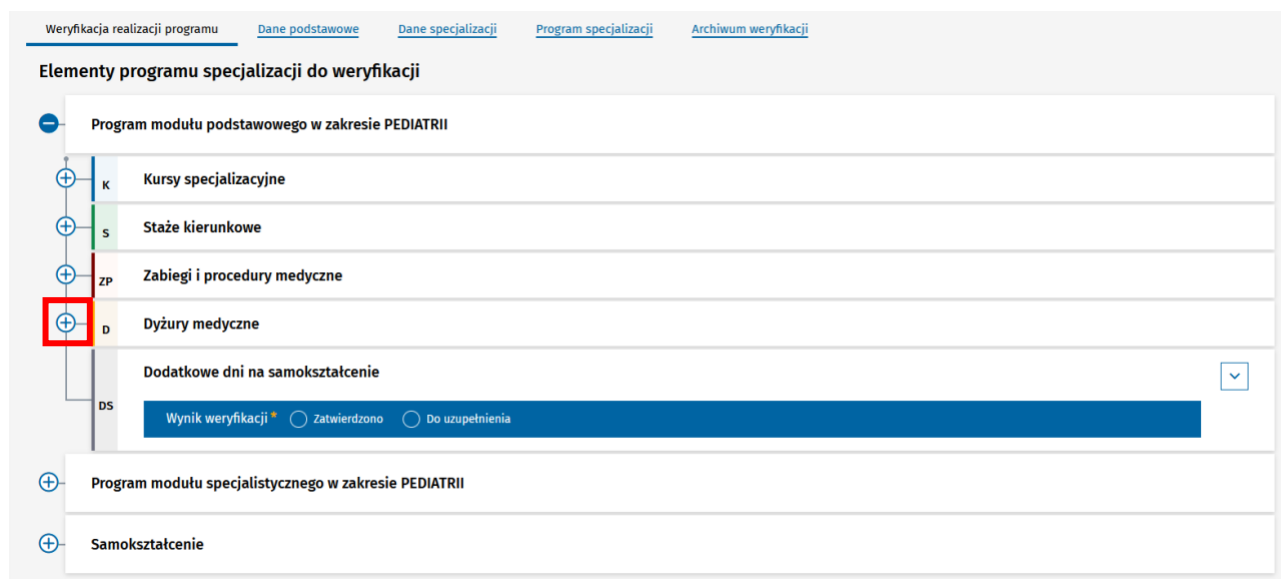 Weryfikacja realizacji programu Dane podstawowe Dane specjalizacji Program specjalizacji Archiwum weryfikacji
Elementy programu specjalizacji do weryfikacji
Program modułu podstawowego w zakresie PEDIATRII
K Kursy specjalizacyjne
S Staże kierunkowe
ZP Zabiegi i procedury medyczne
D Dyżury medyczne
Dodatkowe dni na samokształcenie
DS Wynik weryfikacji * Zatwierdzono Do uzupełnienia
Program modułu specjalistycznego w zakresie PEDIATRII
Samokształcenie